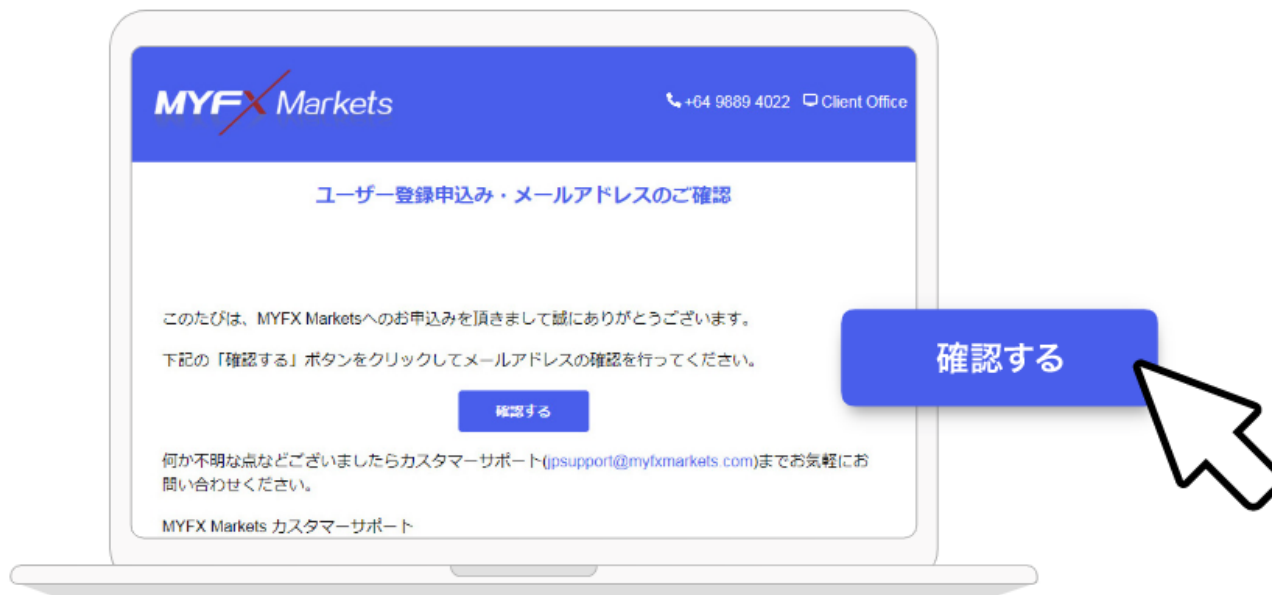 MYFX Markets
+64 9889 4022 Client Office
ユーザー登録申込み・メールアドレスのご確認
このたびは、MYFX Marketsへのお申込みを頂きまして誠にありがとうございます。
下記の「確認する」ボタンをクリックしてメールアドレスの確認を行ってください。
確認する
確認する
何か不明な点などございましたらカスタマーサポート(jpsupport@myfxmarkets.com)までお気軽にお
問い合わせください。
MYFX Markets カスタマーサポート